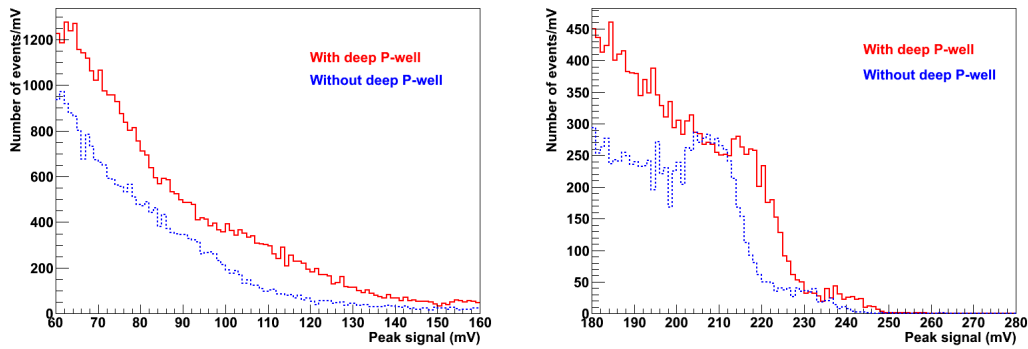 Number of events/mV
1200
1000
800
600
400
200
0
With deep P-well
Without deep P-well
60 70 80 90 100 110 120 130 140 150 160
Peak signal (mV)
Number of events/mV
450
400
350
300
250
200
150
100
50
0
With deep P-well
Without deep P-well
180 190 200 210 220 230 240 250 260 270 280
Peak signal (mV)